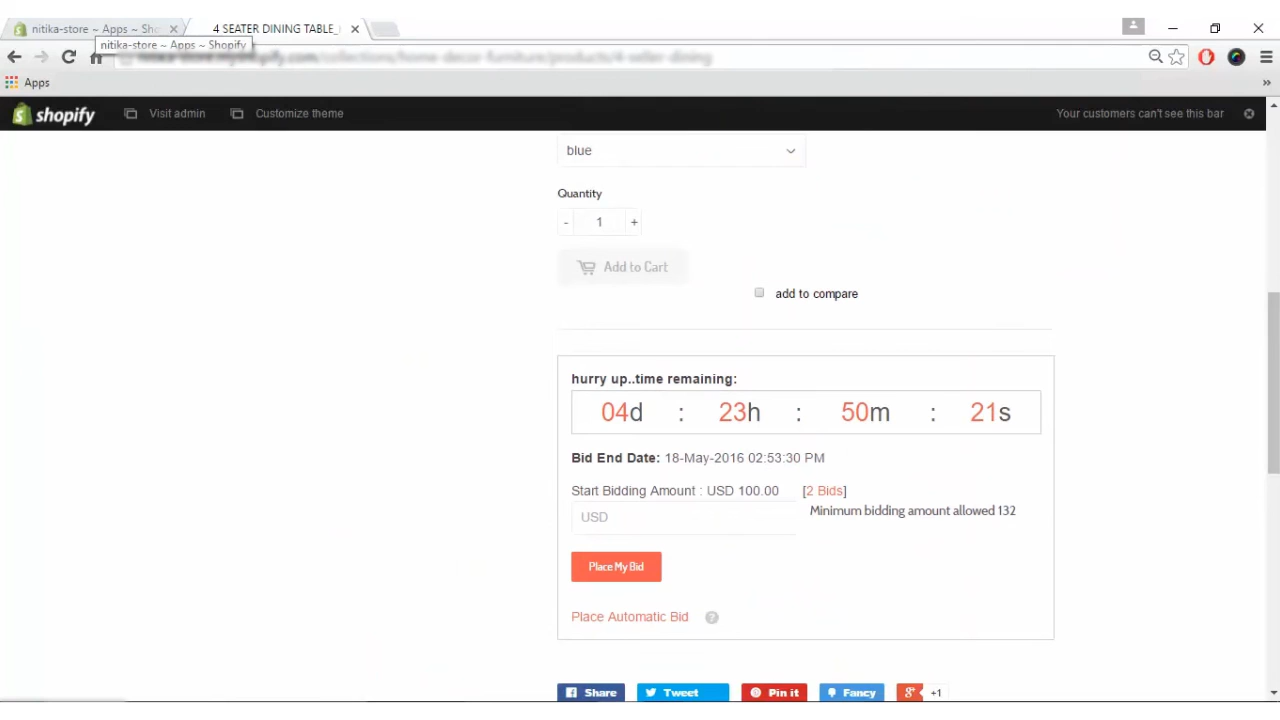 nitika-store ~ Apps ~ Sho
4 SEATER DINING TABLE_
nitika-store ~ Apps ~ Shopify
Apps
»
shopify
Visit admin
Customize theme
Your customers can't see this bar
blue
Quantity
- 1 +
Add to Cart
add to compare
hurry up..time remaining:
04d : 23h : 50m : 21s
Bid End Date: 18-May-2016 02:53:30 PM
Start Bidding Amount : USD 100.00 [2 Bids]
USD
Minimum bidding amount allowed 132
Place My Bid
Place Automatic Bid ?
Share Tweet Pin it Fancy +1